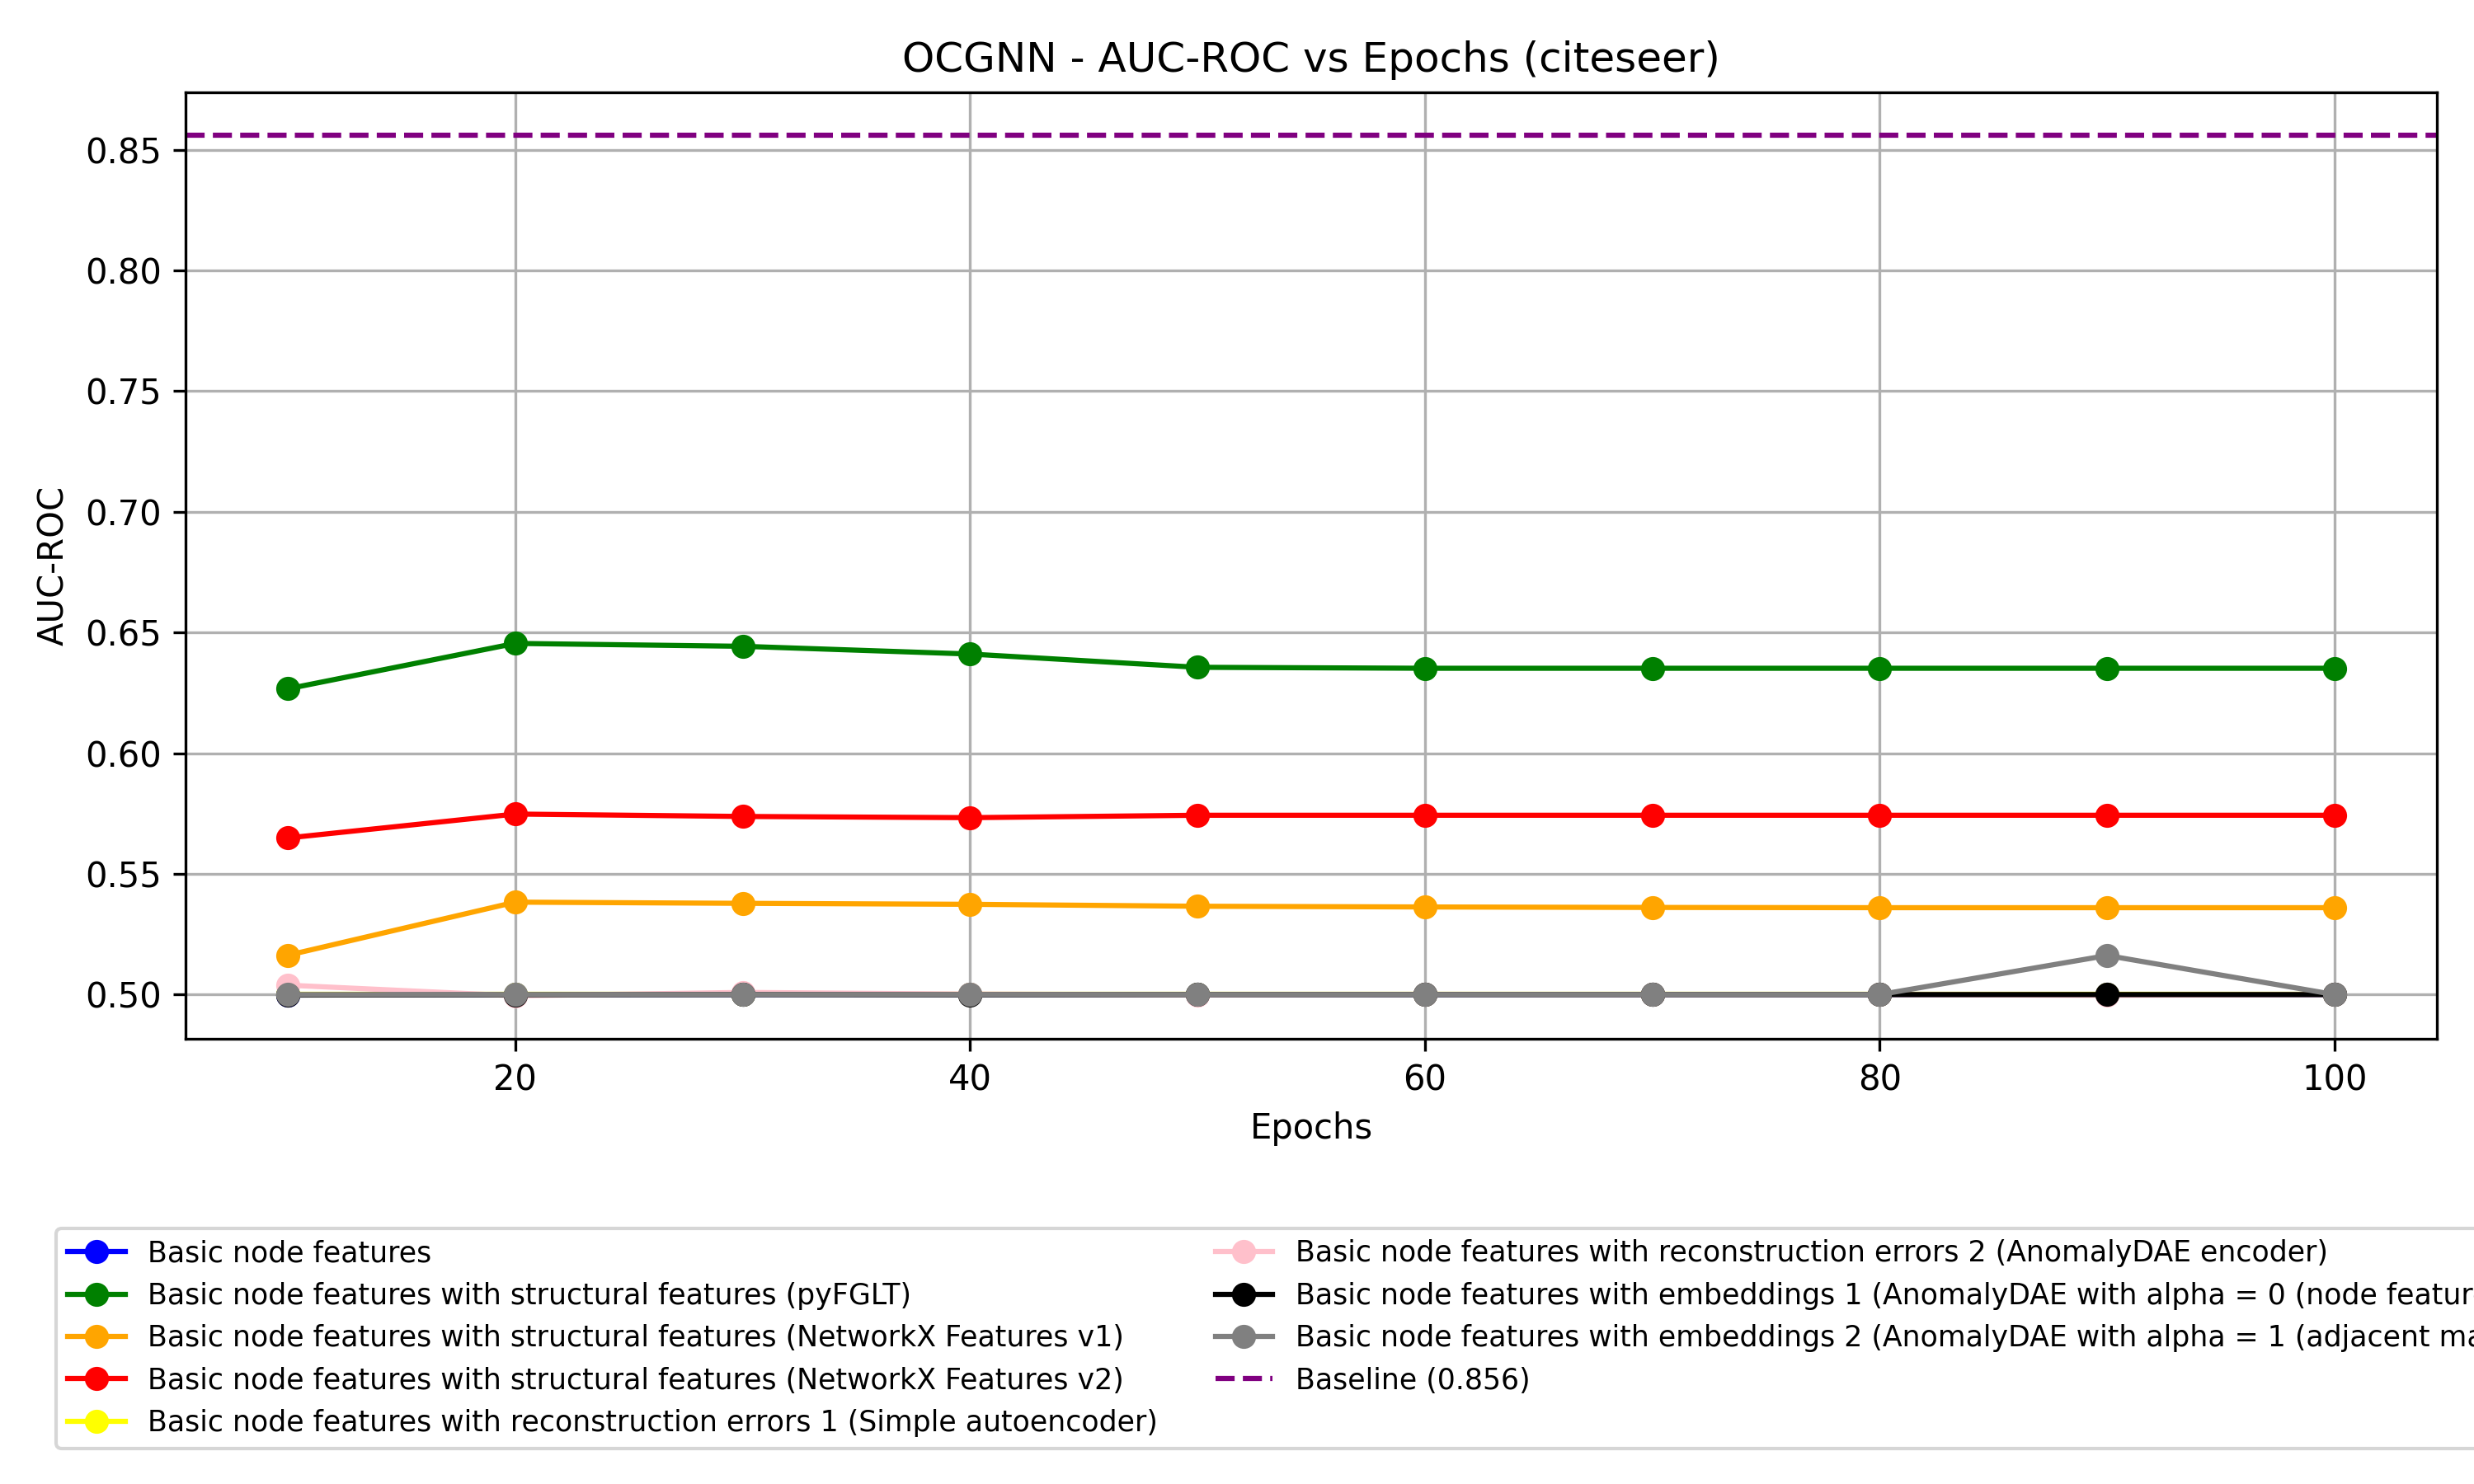 OCGNN - AUC-ROC vs Epochs (citeseer)
AUC-ROC
0.85
0.80
0.75
0.70
0.65
0.60
0.55
0.50
20 40 60 80 100
Epochs
Basic node features
Basic node features with structural features (pyFGLT)
Basic node features with structural features (NetworkX Features v1)
Basic node features with structural features (NetworkX Features v2)
Basic node features with reconstruction errors 1 (Simple autoencoder)
Basic node features with reconstruction errors 2 (AnomalyDAE encoder)
Basic node features with embeddings 1 (AnomalyDAE with alpha = 0 (node
Basic node features with embeddings 2 (AnomalyDAE with alpha = 1 (adjacent
Baseline (0.856)